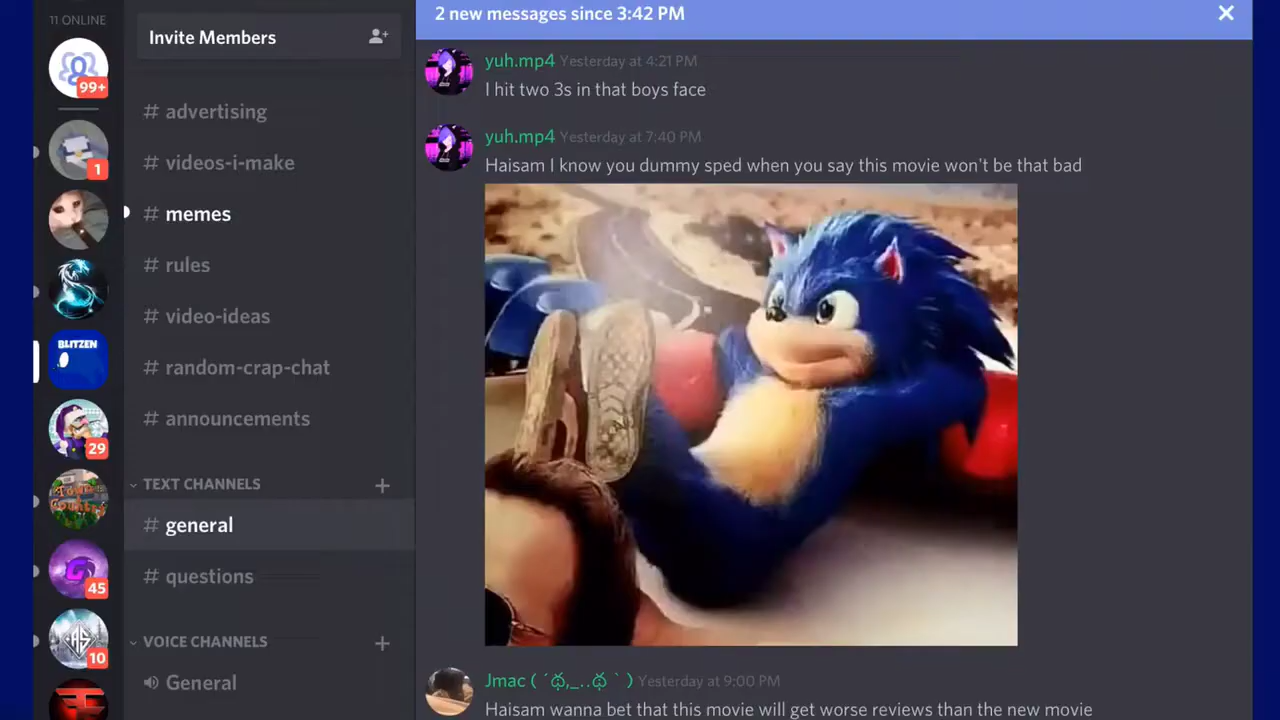 11 ONLINE
99+
1
BLITZEN
29
Town
Country
G
45
AS
10
Invite Members
# advertising
# videos-i-make
# memes
# rules
# video-ideas
# random-crap-chat
# announcements
TEXT CHANNELS
# general
# questions
VOICE CHANNELS
General
2 new messages since 3:42 PM
yuh.mp4 Yesterday at 4:21 PM
I hit two 3s in that boys face
yuh.mp4 Yesterday at 7:40 PM
Haisam I know you dummy sped when you say this movie won't be that bad
Jmac Yesterday at 9:00 PM
Haisam wanna bet that this movie will get worse reviews than the new movie